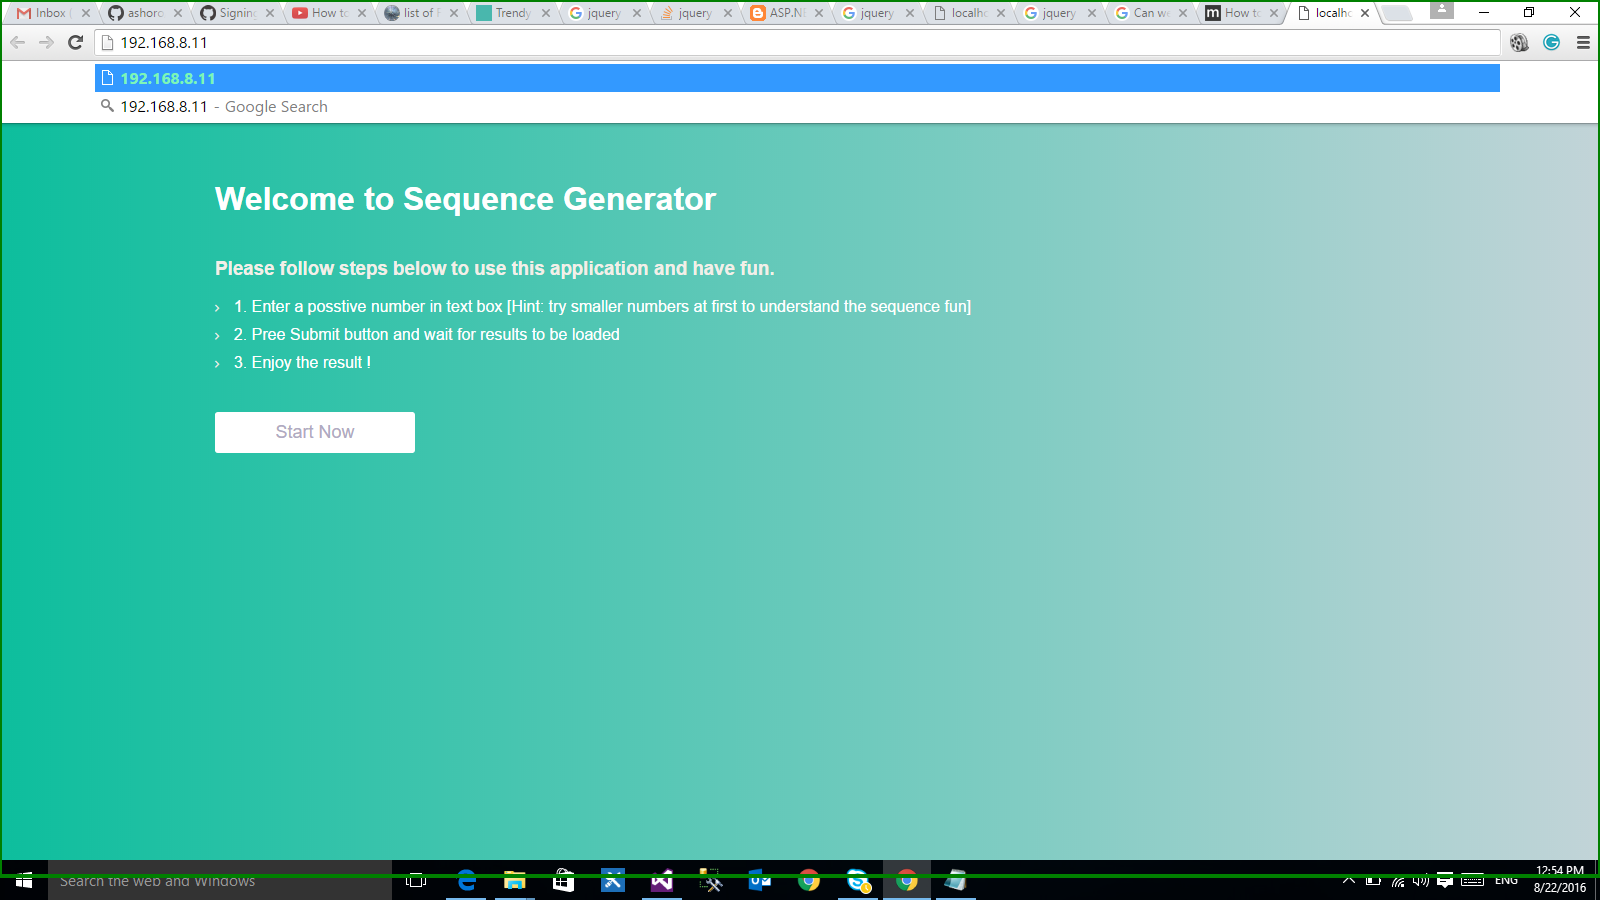 Inbox ashoro Signing How to list of Trendy jquery jquery ASP.NE jquery localho jquery Can we m How to localho
192.168.8.11
192.168.8.11
192.168.8.11 - Google Search
Welcome to Sequence Generator
Please follow steps below to use this application and have fun.
› 1. Enter a posstive number in text box [Hint: try smaller numbers at first to understand the sequence fun]
› 2. Pree Submit button and wait for results to be loaded
› 3. Enjoy the result !
Start Now
Search the web and Windows
ENG
12:54 PM
8/22/2016